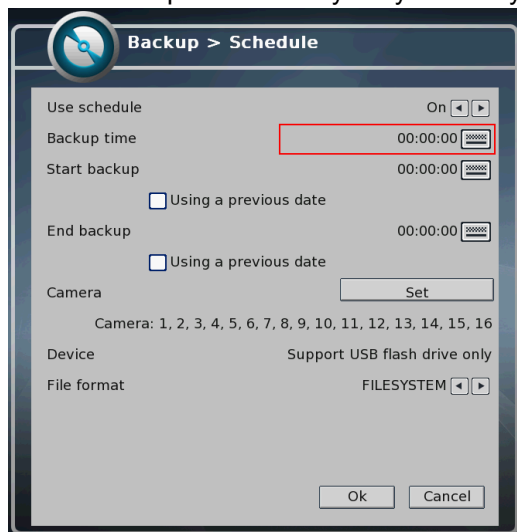 Backup > Schedule
Use schedule On
Backup time 00:00:00
Start backup 00:00:00
Using a previous date
End backup 00:00:00
Using a previous date
Camera Set
Camera: 1, 2, 3, 4, 5, 6, 7, 8, 9, 10, 11, 12, 13, 14, 15, 16
Device Support USB flash drive only
File format FILESYSTEM
Ok Cancel